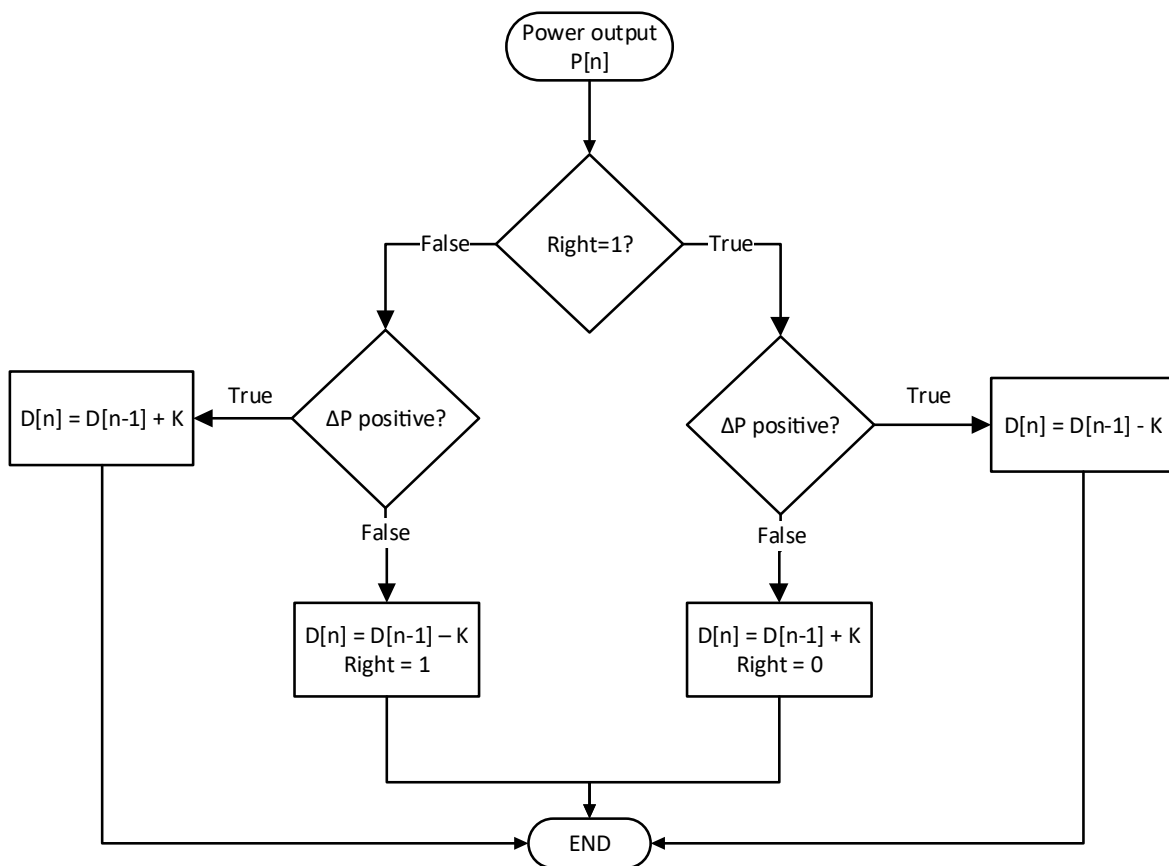 Power output
P[n]
Right=1?
False
True
ΔP positive?
True
D[n] = D[n-1] + K
False
D[n] = D[n-1] – K
Right = 1
ΔP positive?
True
D[n] = D[n-1] - K
False
D[n] = D[n-1] + K
Right = 0
END